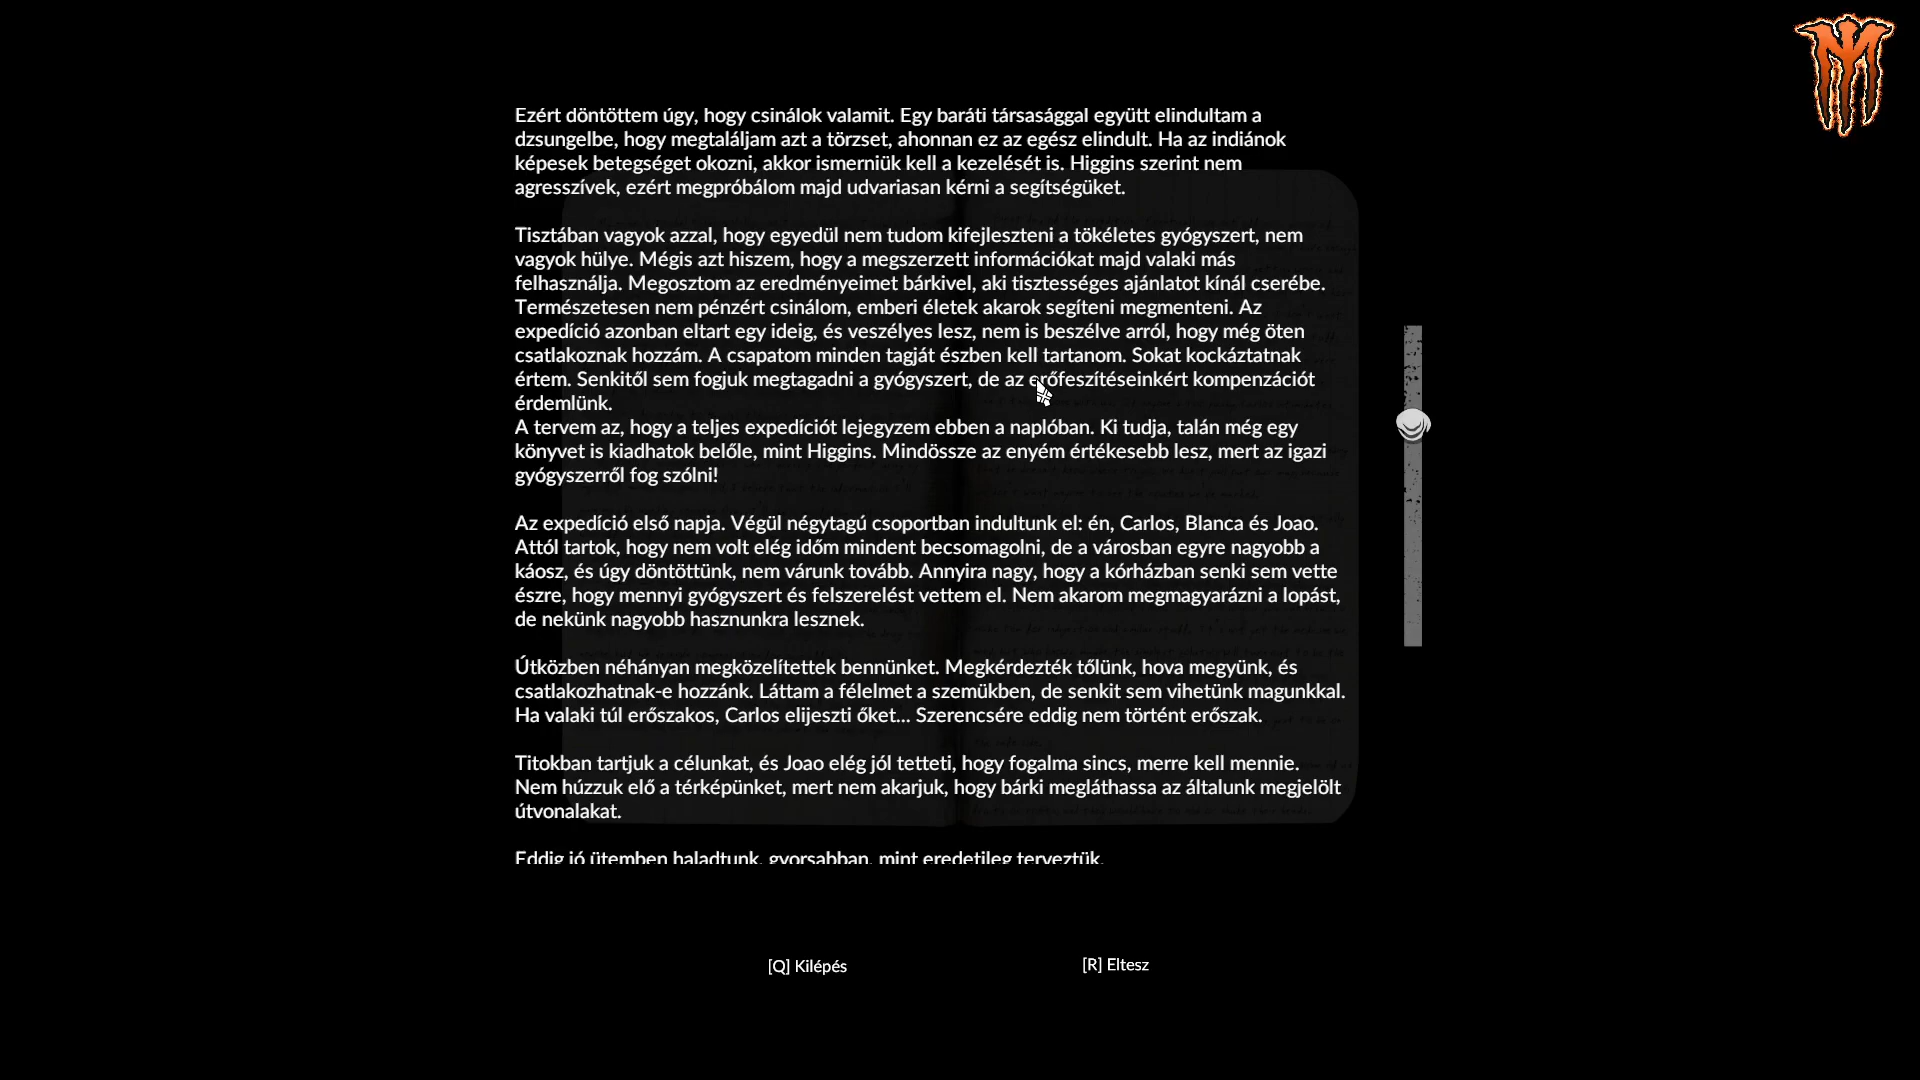 Ezért döntöttem úgy, hogy csinálok valamit. Egy baráti társasággal együtt elindultam a
dzsungelbe, hogy megtaláljam azt a törzset, ahonnan ez az egész elindult. Ha az indiánok
képesek betegséget okozni, akkor ismerniük kell a kezelését is. Higgins szerint nem
agresszívek, ezért megpróbálom majd udvariasan kérni a segítségüket.
Tisztában vagyok azzal, hogy egyedül nem tudom kifejleszteni a tökéletes gyógyszert, nem
vagyok hülye. Mégis azt hiszem, hogy a megszerzett információkat majd valaki más
felhasználja. Megosztom az eredményeimet bárkivel, aki tisztességes ajánlatot kínál cserébe.
Természetesen nem pénzért csinálom, emberi életek akarok segíteni megmenteni. Az
expedíció azonban eltart egy ideig, és veszélyes lesz, nem is beszélve arról, hogy még öten
csatlakoznak hozzám. A csapatom minden tagját észben kell tartanom. Sokat kockáztatnak
értem. Senkitől sem fogjuk megtagadni a gyógyszert, de az erőfeszítéseinkért kompenzációt
érdemlünk.
A tervem az, hogy a teljes expedíciót lejegyzem ebben a naplóban. Ki tudja, talán még egy
könyvet is kiadhatok belőle, mint Higgins. Mindössze az enyém értékesebb lesz, mert az igazi
gyógyszerről fog szólni!
Az expedíció első napja. Végül négytagú csoportban indultunk el: én, Carlos, Blanca és Joao.
Attól tartok, hogy nem volt elég időm mindent becsomagolni, de a városban egyre nagyobb a
káosz, és úgy döntöttünk, nem várunk tovább. Annyira nagy, hogy a kórházban senki sem vette
észre, hogy mennyi gyógyszert és felszerelést vettem el. Nem akarom megmagyarázni a lopást,
de nekünk nagyobb hasznunkra lesznek.
Útközben néhányan megközelítettek bennünket. Megkérdezték tőlünk, hova megyünk, és
csatlakozhatnak-e hozzánk. Láttam a félelmet a szemükben, de senkit sem vihetünk magunkkal.
Ha valaki túl erőszakos, Carlos elijeszti őket... Szerencsére eddig nem történt erőszak.
Titokban tartjuk a célunkat, és Joao elég jól tetteti, hogy fogalma sincs, merre kell mennie.
Nem húzzuk elő a térképünket, mert nem akarjuk, hogy bárki megláthassa az általunk megjelölt
útvonalakat.
Eddig jó ütemben haladtunk, gyorsabban, mint eredetileg terveztük.
[Q] Kilépés
[R] Eltesz